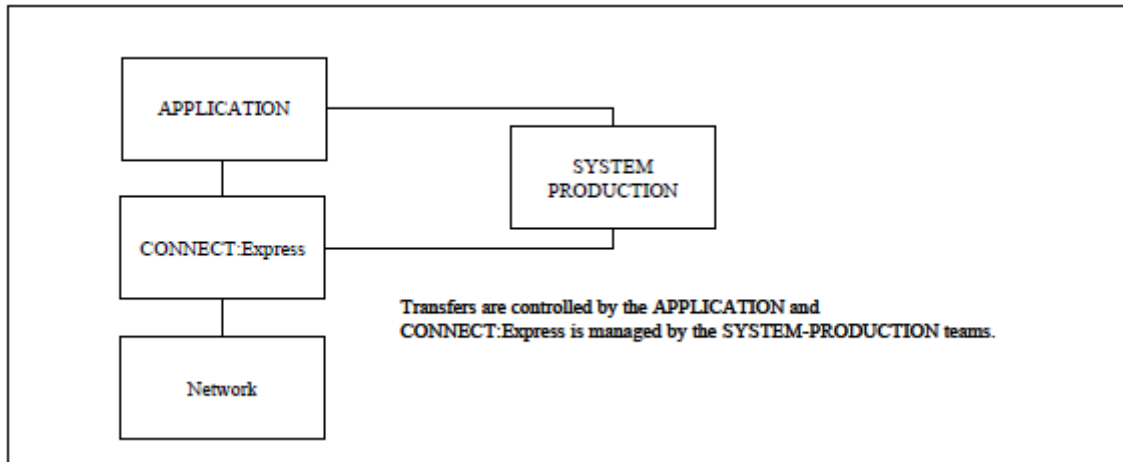 APPLICATION
SYSTEM
PRODUCTION
CONNECT:Express
Transfers are controlled by the APPLICATION and
CONNECT:Express is managed by the SYSTEM-PRODUCTION teams.
Network